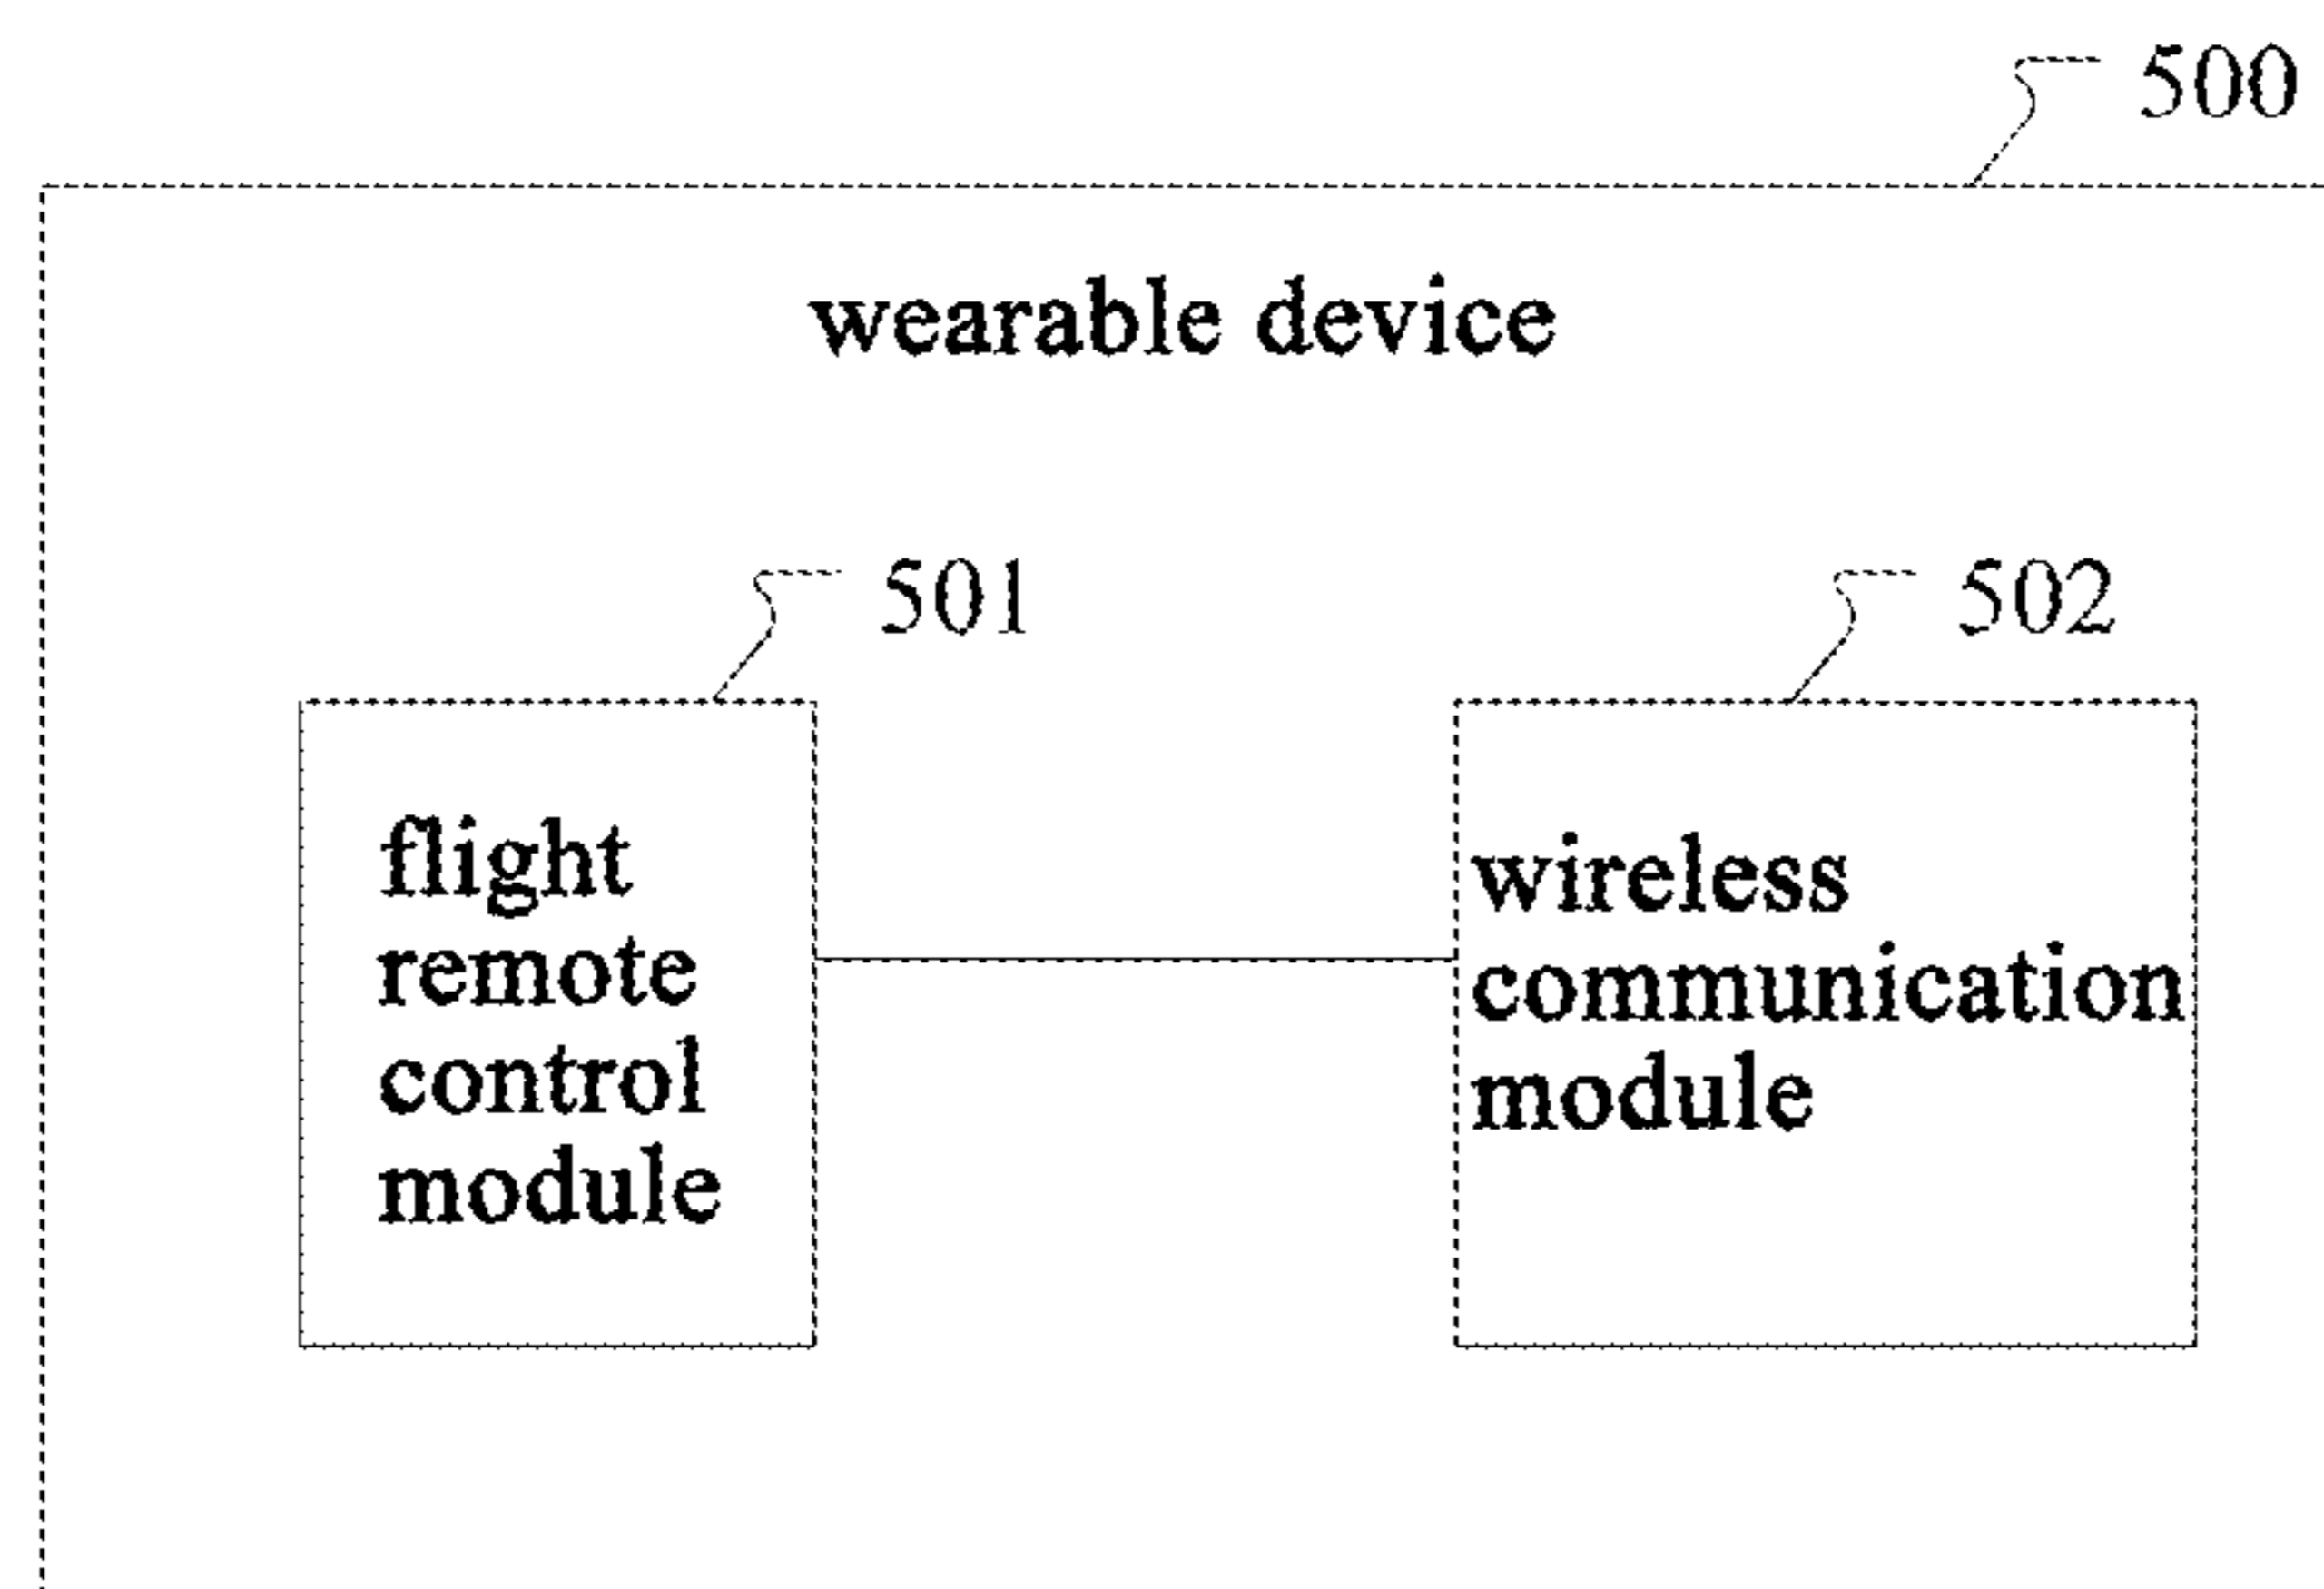 500
wearable device
501
502
flight
remote
control
module
wireless
communication
module